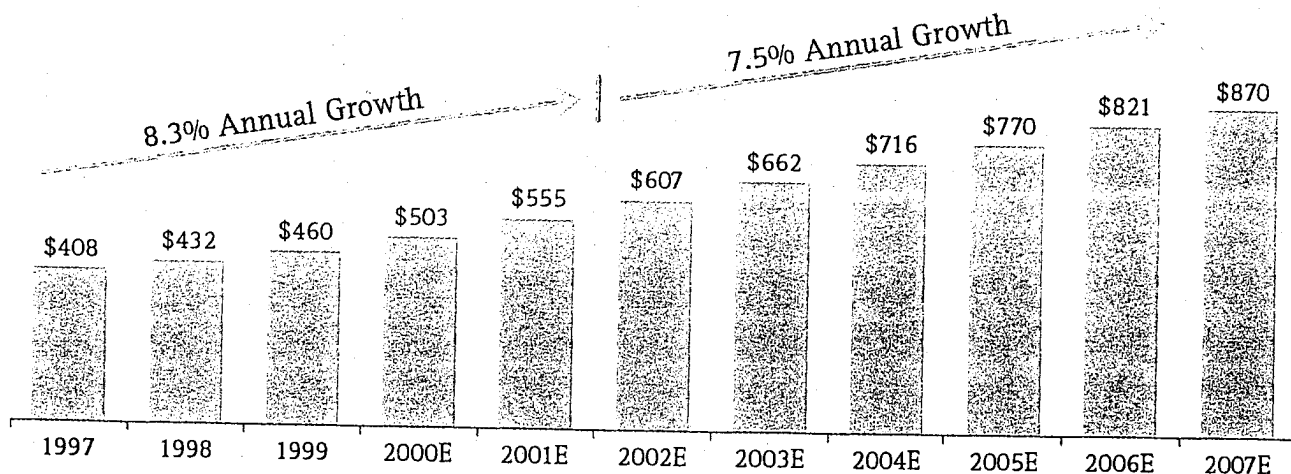 7.5% Annual Growth
8.3% Annual Growth
$408 $432 $460 $503 $555 $607 $662 $716 $770 $821 $870
1997 1998 1999 2000E 2001E 2002E 2003E 2004E 2005E 2006E 2007E